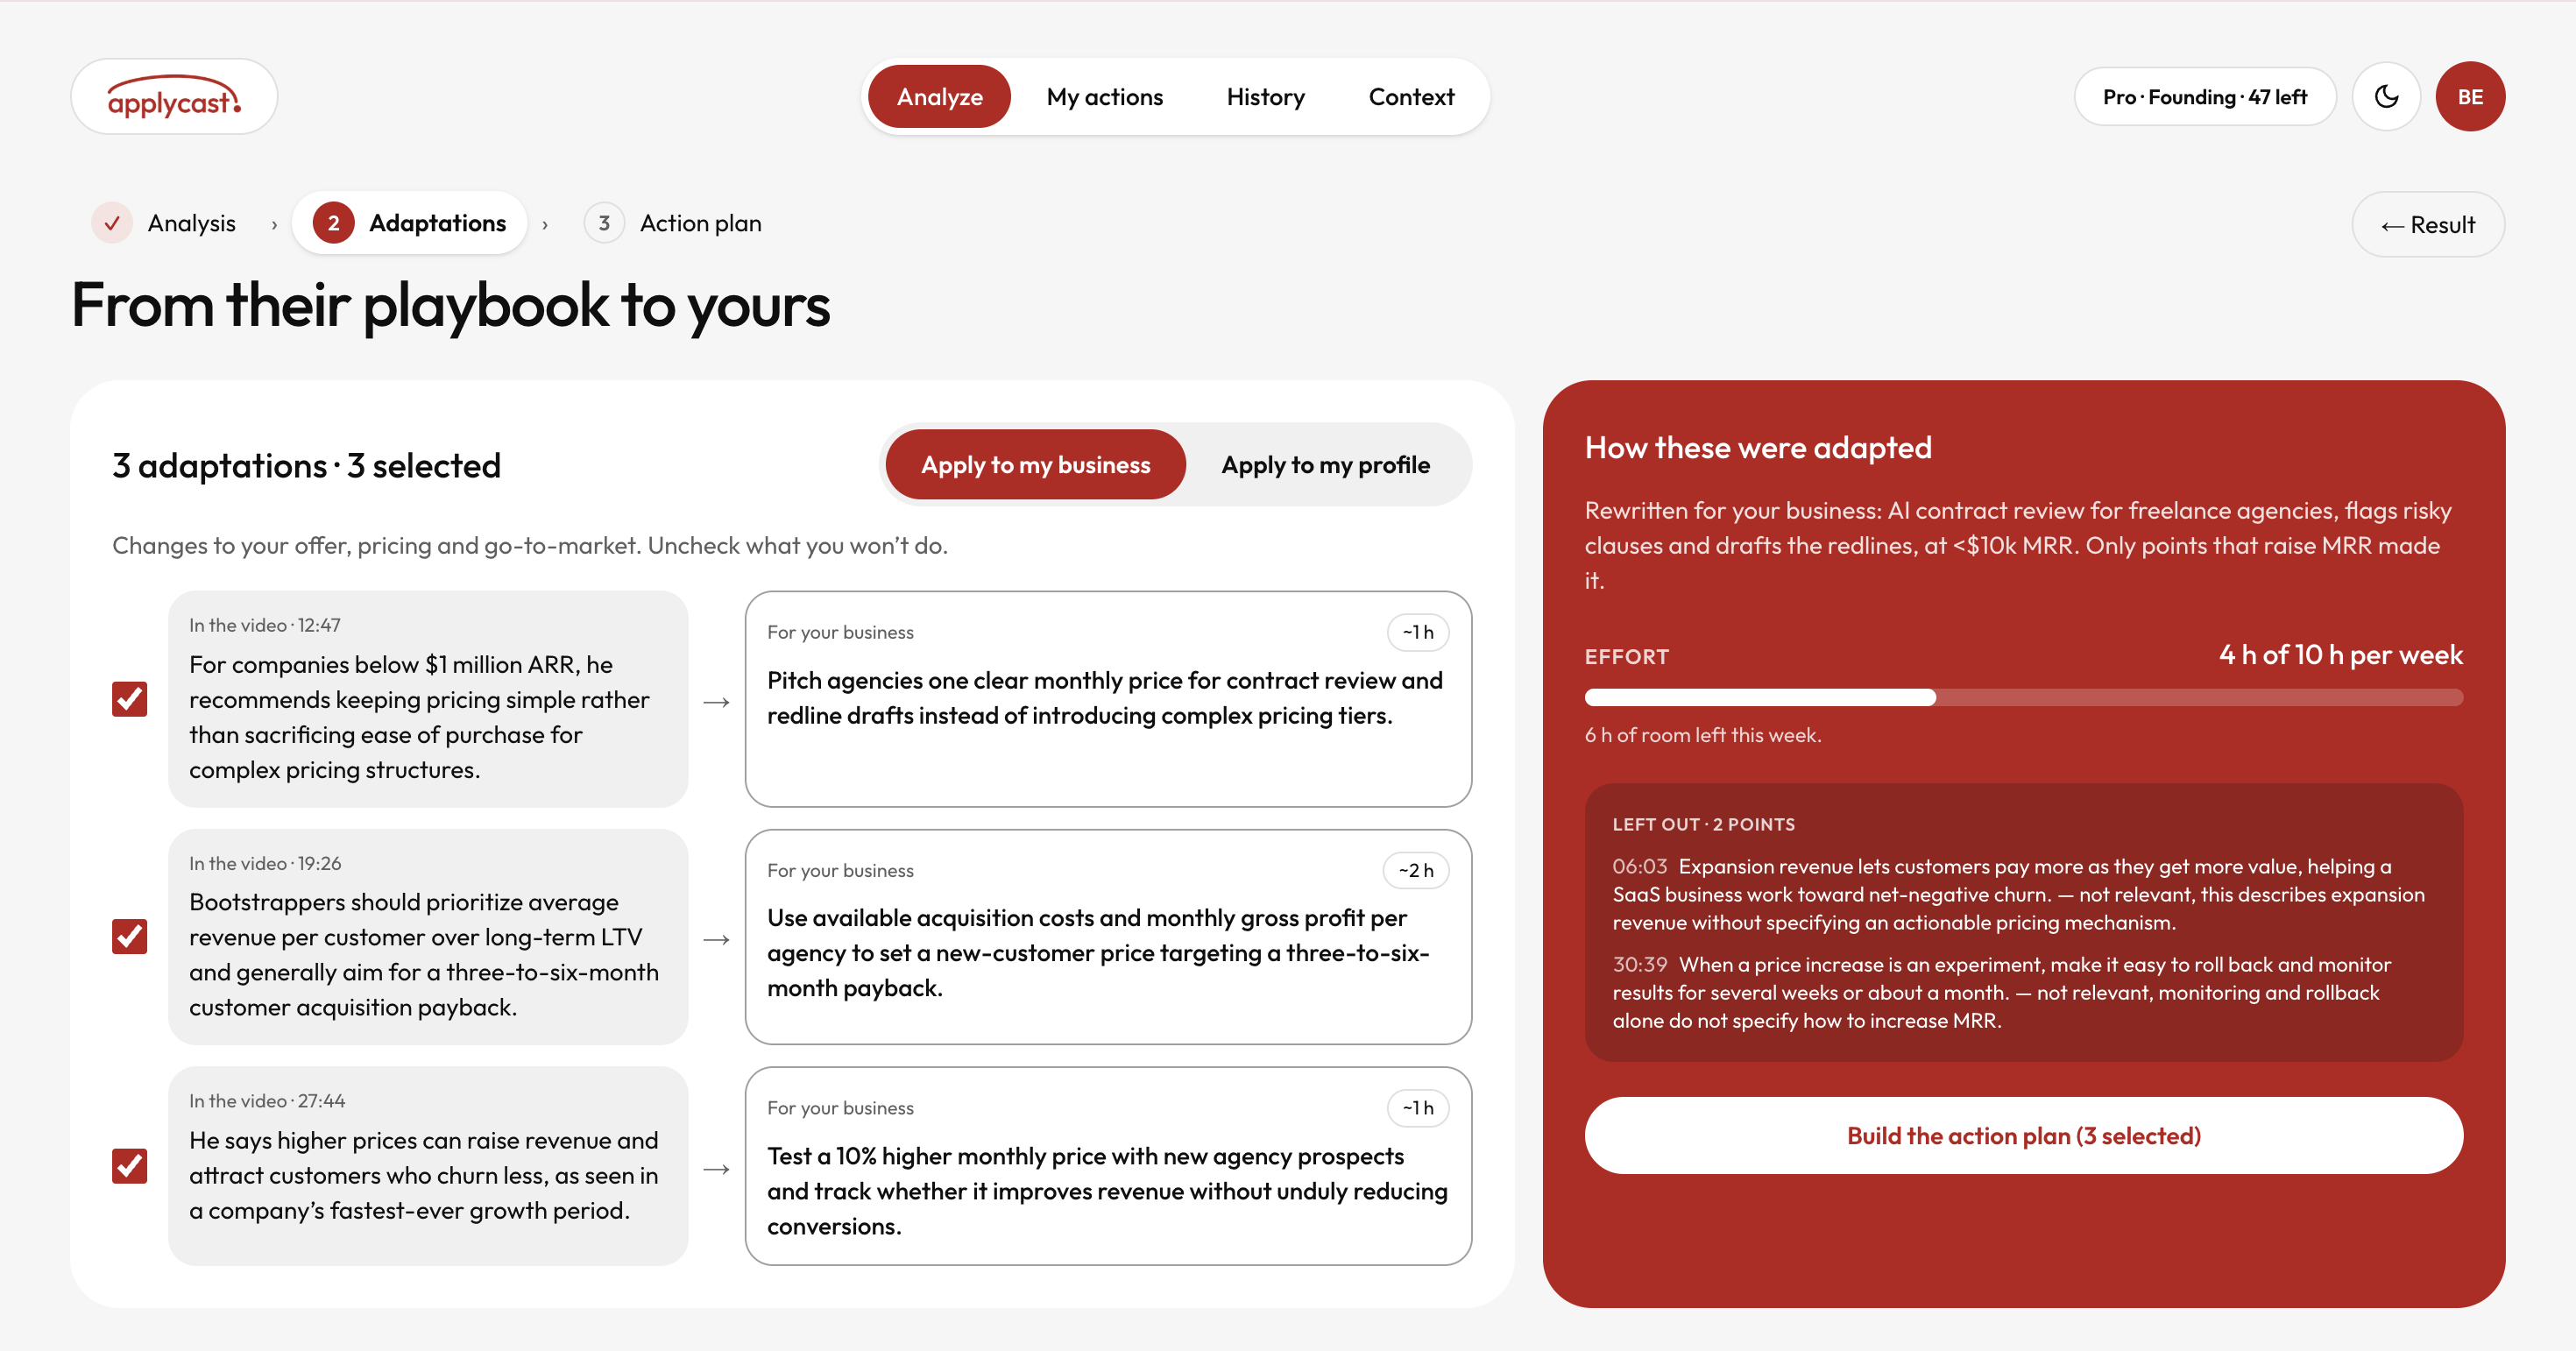 applycast.
Analyze
My actions
History
Context
Pro · Founding · 47 left
BE
Analysis
›
2
Adaptations
›
3
Action plan
← Result
From their playbook to yours
3 adaptations · 3 selected
Apply to my business
Apply to my profile
Changes to your offer, pricing and go-to-market. Uncheck what you won’t do.
In the video · 12:47
For companies below $1 million ARR, he
recommends keeping pricing simple rather
than sacrificing ease of purchase for
complex pricing structures.
→
For your business
~1 h
Pitch agencies one clear monthly price for contract review and
redline drafts instead of introducing complex pricing tiers.
In the video · 19:26
Bootstrappers should prioritize average
revenue per customer over long-term LTV
and generally aim for a three-to-six-month
customer acquisition payback.
→
For your business
~2 h
Use available acquisition costs and monthly gross profit per
agency to set a new-customer price targeting a three-to-six-
month payback.
In the video · 27:44
He says higher prices can raise revenue and
attract customers who churn less, as seen in
a company’s fastest-ever growth period.
→
For your business
~1 h
Test a 10% higher monthly price with new agency prospects
and track whether it improves revenue without unduly reducing
conversions.
How these were adapted
Rewritten for your business: AI contract review for freelance agencies, flags risky
clauses and drafts the redlines, at <$10k MRR. Only points that raise MRR made
it.
EFFORT
4 h of 10 h per week
6 h of room left this week.
LEFT OUT · 2 POINTS
06:03 Expansion revenue lets customers pay more as they get more value, helping a
SaaS business work toward net-negative churn. — not relevant, this describes expansion
revenue without specifying an actionable pricing mechanism.
30:39 When a price increase is an experiment, make it easy to roll back and monitor
results for several weeks or about a month. — not relevant, monitoring and rollback
alone do not specify how to increase MRR.
Build the action plan (3 selected)